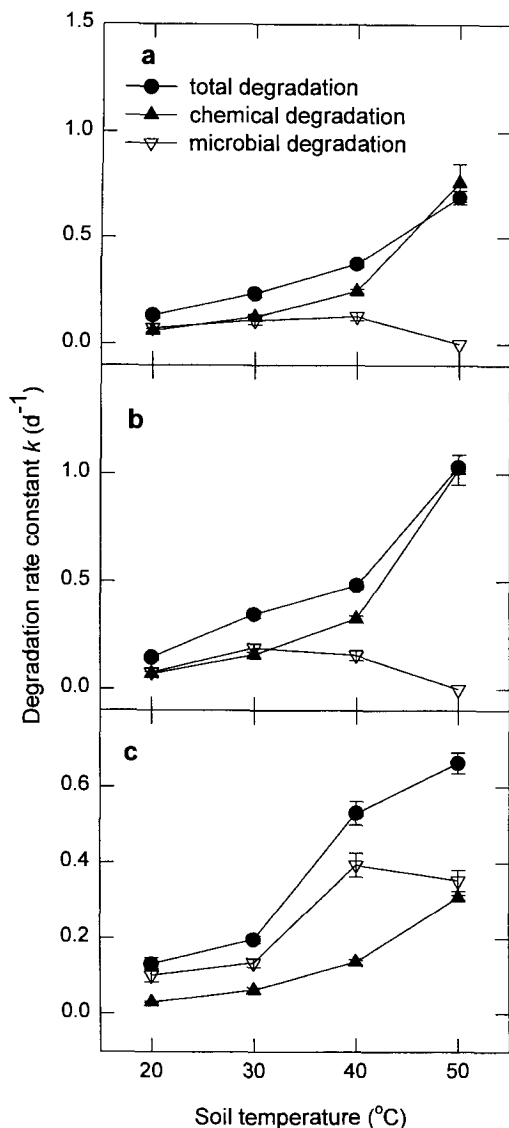 1.5
a
total degradation
chemical degradation
microbial degradation
1.0
0.5
0.0
b
1.0
0.5
0.0
c
0.6
0.4
0.2
0.0
Degradation rate constant k (d⁻¹)
20 30 40 50
Soil temperature (°C)